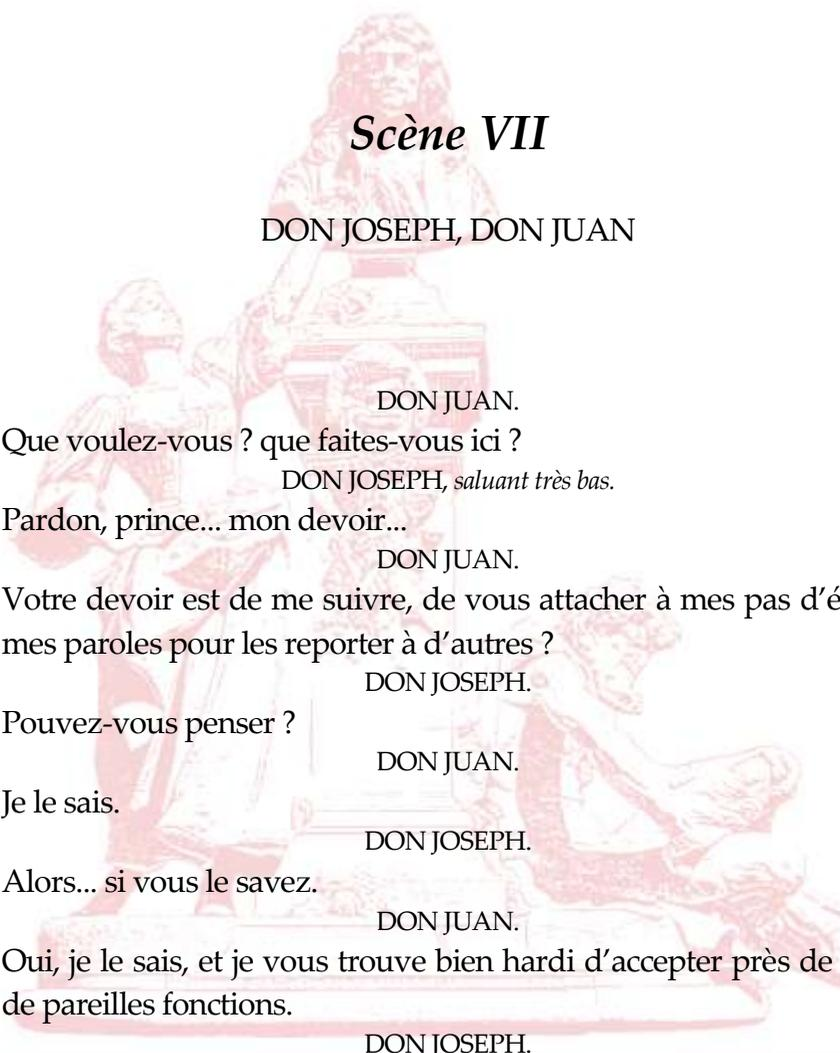 Scène VII
DON JOSEPH, DON JUAN
DON JUAN.
Que voulez-vous ? que faites-vous ici ?
DON JOSEPH, saluant très bas.
Pardon, prince... mon devoir...
DON JUAN.
Votre devoir est de me suivre, de vous attacher à mes pas
mes paroles pour les reporter à d’autres ?
DON JOSEPH.
Pouvez-vous penser ?
DON JUAN.
Je le sais.
DON JOSEPH.
Alors... si vous le savez.
DON JUAN.
Oui, je le sais, et je vous trouve bien hardi d’accepter près de
de pareilles fonctions.
DON JOSEPH.